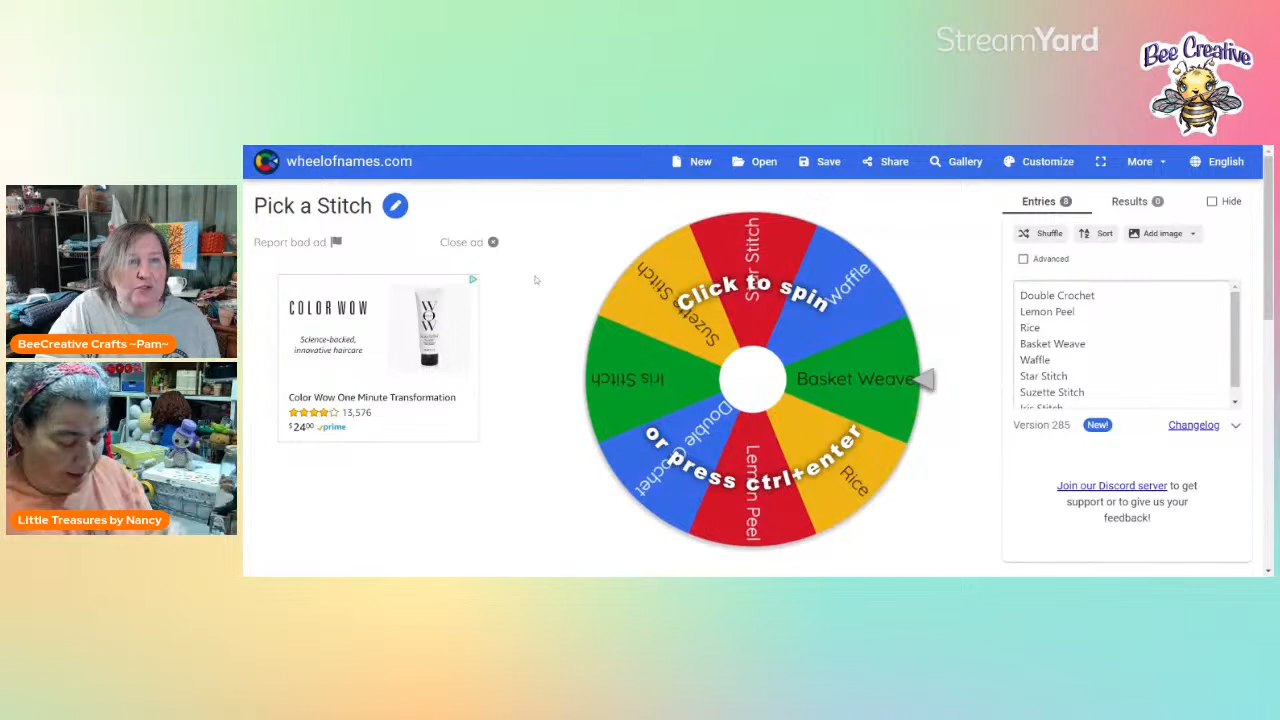 StreamYard
Bee Creative
wheelofnames.com
New
Open
Save
Share
Gallery
Customize
More
English
Pick a Stitch
Report bad ad
Close ad
COLOR WOW
Science-backed,
innovative haircare
WOW
Color Wow One Minute Transformation
13,576
$2400 prime
Click to spin
or press ctrl+enter
Star Stitch
Waffle
Basket Weave
Rice
Lemon Peel
Double Crochet
Iris Stitch
Suzette Stitch
Entries 8
Results 0
Hide
Shuffle
Sort
Add image
Advanced
Double Crochet
Lemon Peel
Rice
Basket Weave
Waffle
Star Stitch
Suzette Stitch
Iris Stitch
Version 285
New!
Changelog
Join our Discord server to get
support or to give us your
feedback!
BeeCreative Crafts ~Pam~
Little Treasures by Nancy